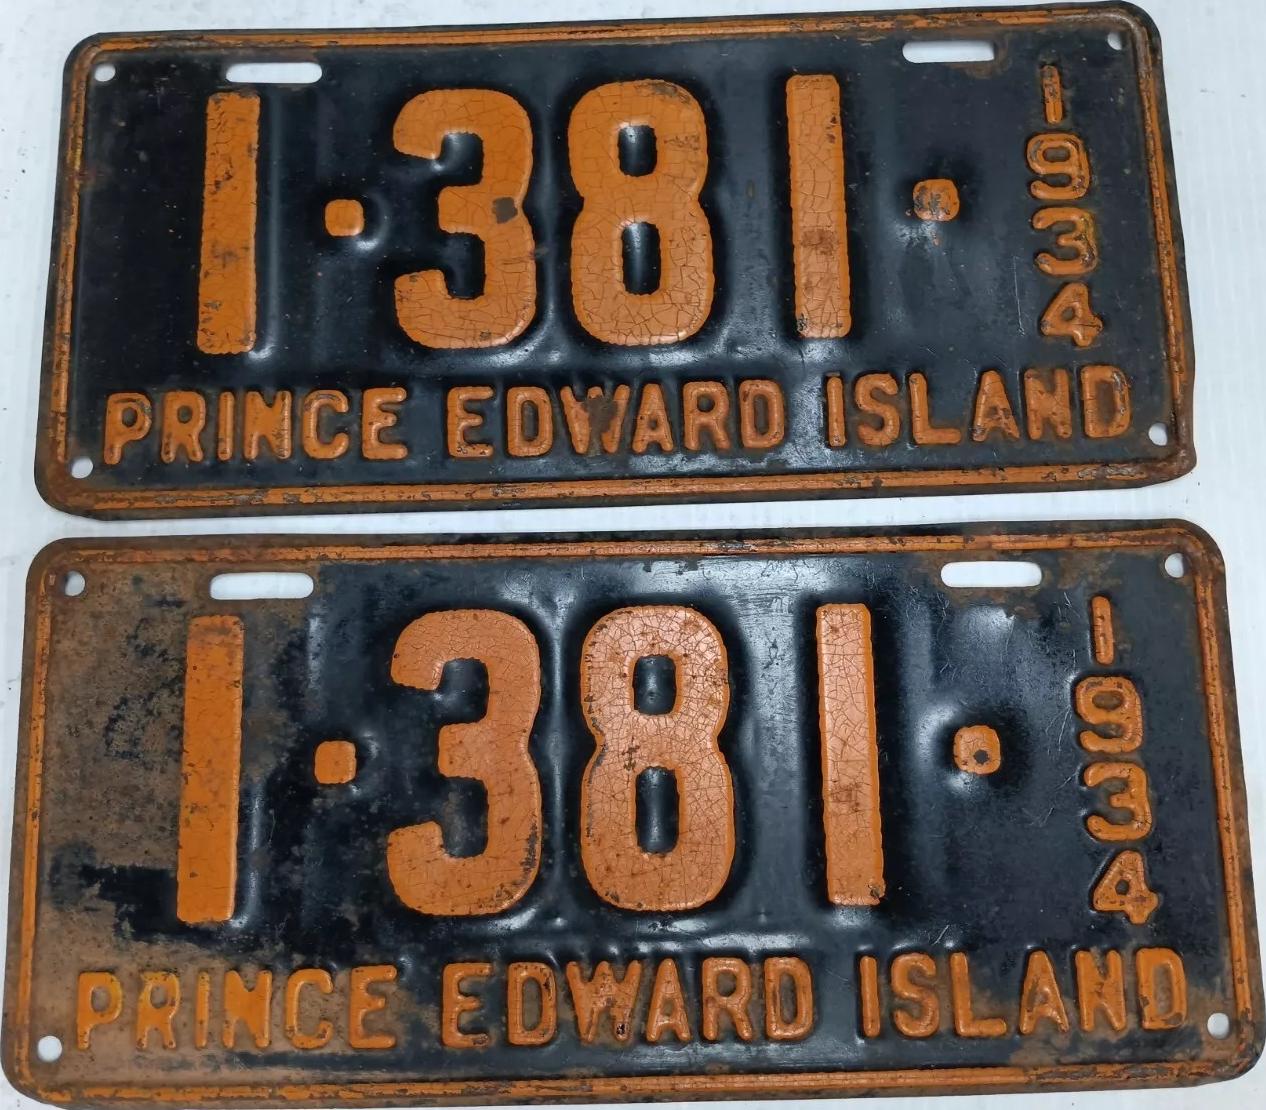 1·381· 1934
PRINCE EDWARD ISLAND
1·381· 1934
PRINCE EDWARD ISLAND